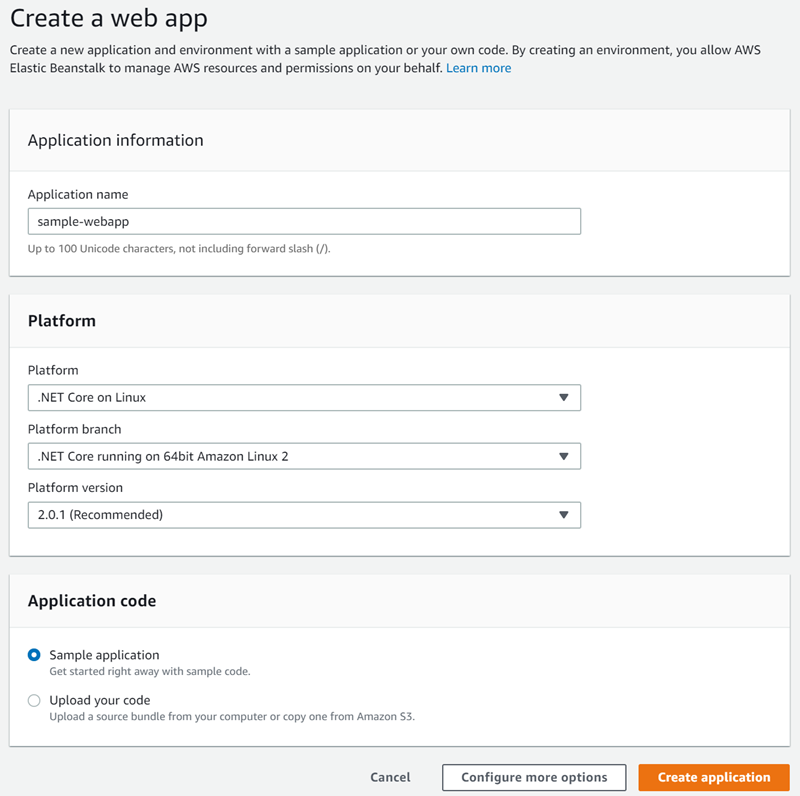 Create a web app
Create a new application and environment with a sample application or your own code. By creating an environment, you allow AWS
Elastic Beanstalk to manage AWS resources and permissions on your behalf. Learn more
Application information
Application name
sample-webapp
Up to 100 Unicode characters, not including forward slash (/).
Platform
Platform
.NET Core on Linux
Platform branch
.NET Core running on 64bit Amazon Linux 2
Platform version
2.0.1 (Recommended)
Application code
Sample application
Get started right away with sample code.
Upload your code
Upload a source bundle from your computer or copy one from Amazon S3.
Cancel Configure more options Create application